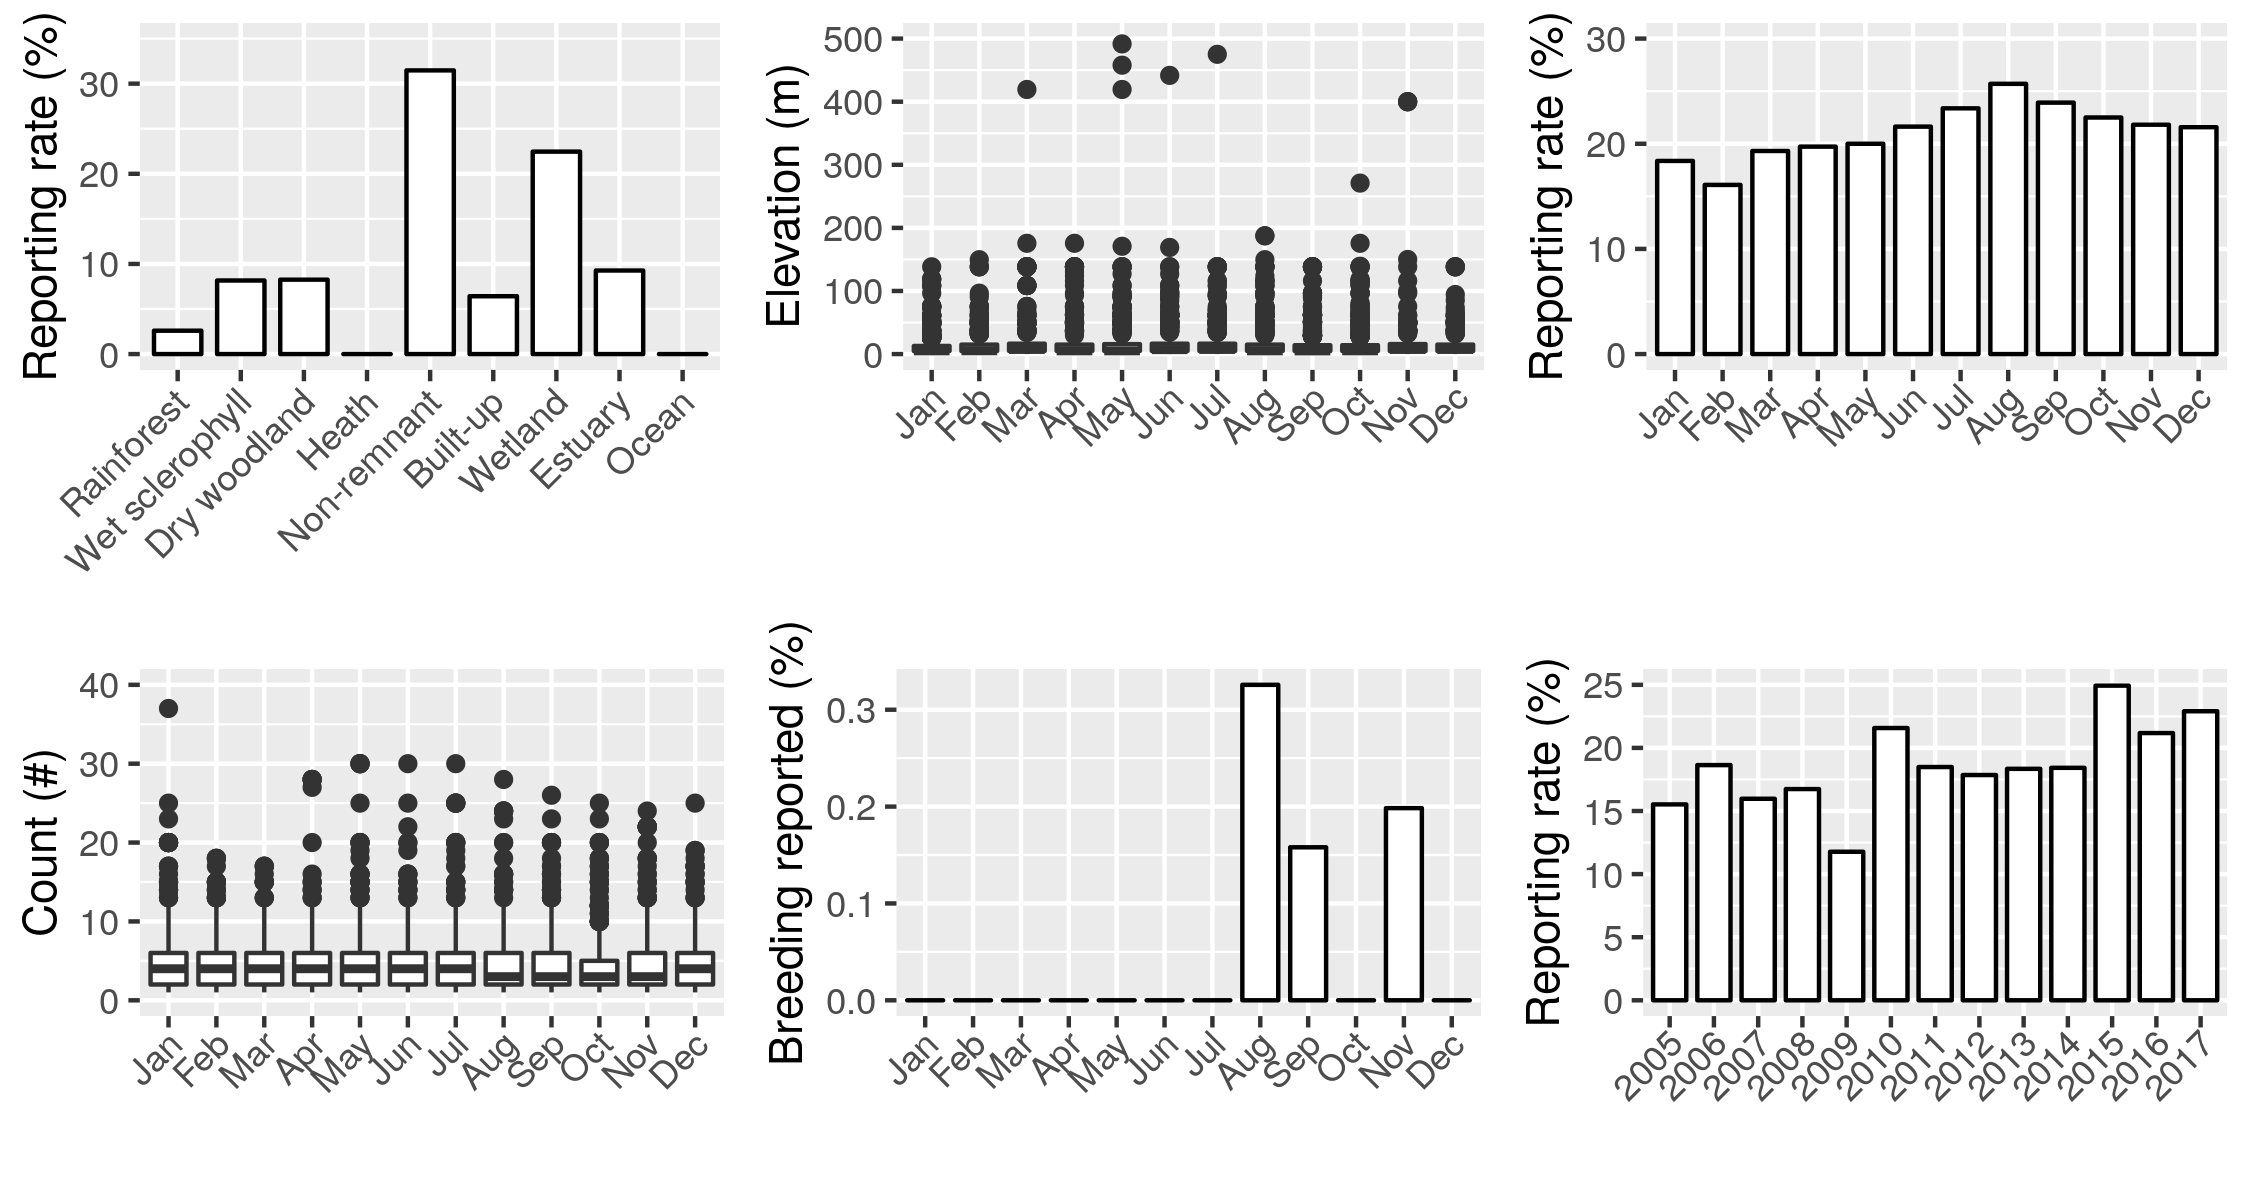 Reporting rate (%)
30
20
10
0
Rainforest
Wet sclerophyll
Dry woodland
Heath
Non-remnant
Built-up
Wetland
Estuary
Ocean
Elevation (m)
500
400
300
200
100
0
Jan
Feb
Mar
Apr
May
Jun
Jul
Aug
Sep
Oct
Nov
Dec
Reporting rate (%)
30
20
10
0
Jan
Feb
Mar
Apr
May
Jun
Jul
Aug
Sep
Oct
Nov
Dec
Count (#)
40
30
20
10
0
Jan
Feb
Mar
Apr
May
Jun
Jul
Aug
Sep
Oct
Nov
Dec
Breeding reported (%)
0.3
0.2
0.1
0.0
Jan
Feb
Mar
Apr
May
Jun
Jul
Aug
Sep
Oct
Nov
Dec
Reporting rate (%)
25
20
15
10
5
0
2005
2006
2007
2008
2009
2010
2011
2012
2013
2014
2015
2016
2017